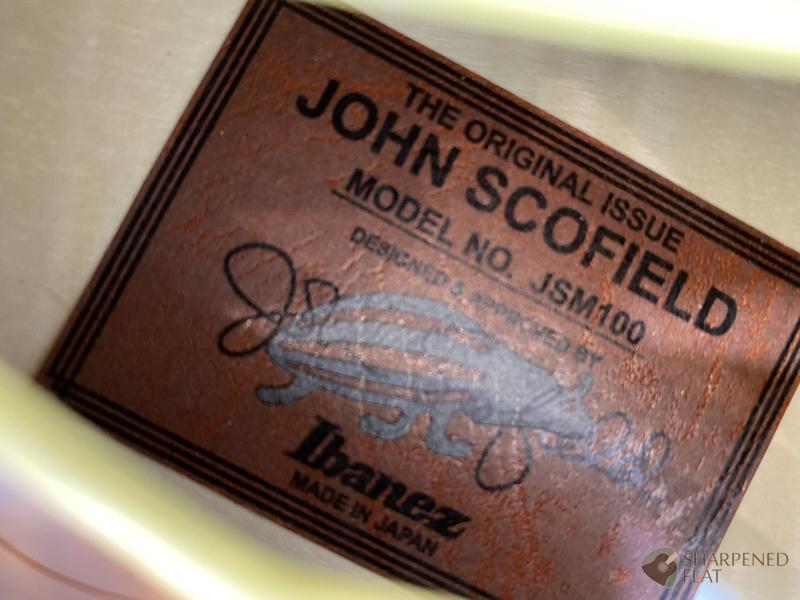 THE ORIGINAL ISSUE
JOHN SCOFIELD
MODEL NO. JSM100
DESIGNED & APPROVED BY
Ibanez
MADE IN JAPAN
SHARPENED
FLAT